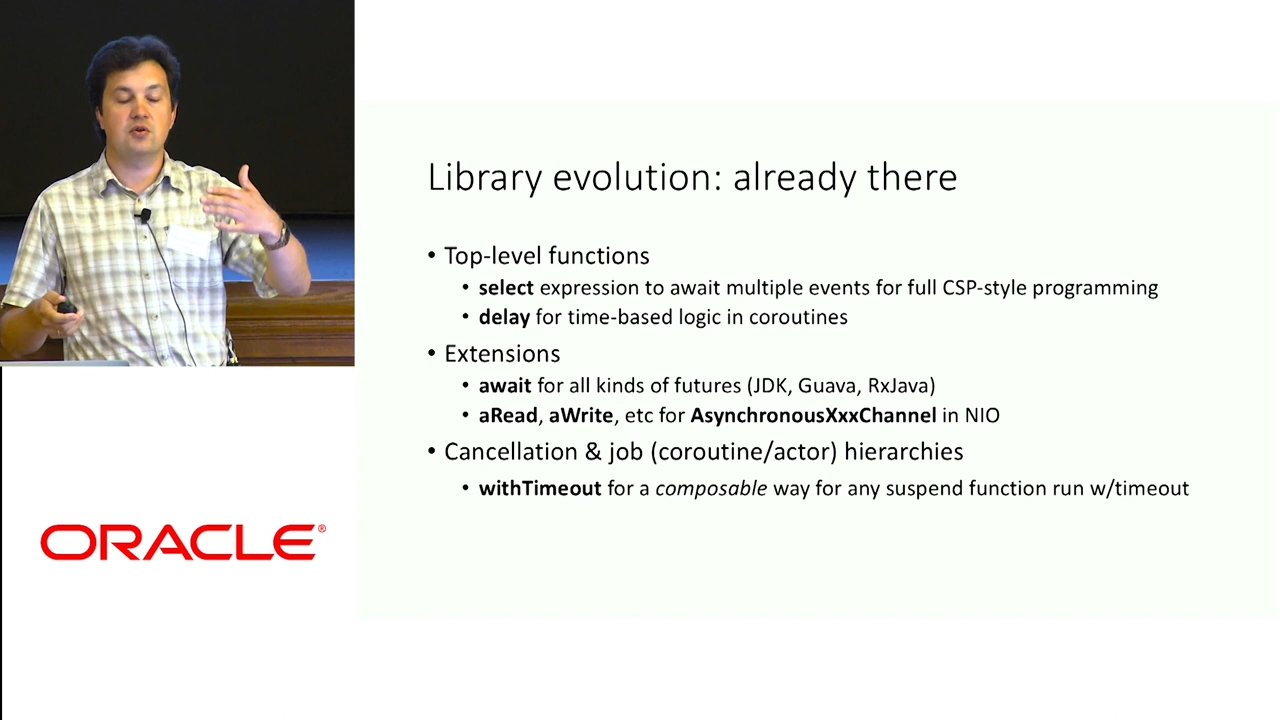 Library evolution: already there
• Top-level functions
• select expression to await multiple events for full CSP-style programming
• delay for time-based logic in coroutines
• Extensions
• await for all kinds of futures (JDK, Guava, RxJava)
• aRead, aWrite, etc for AsynchronousXxxChannel in NIO
• Cancellation & job (coroutine/actor) hierarchies
• withTimeout for a composable way for any suspend function run w/timeout
ORACLE®